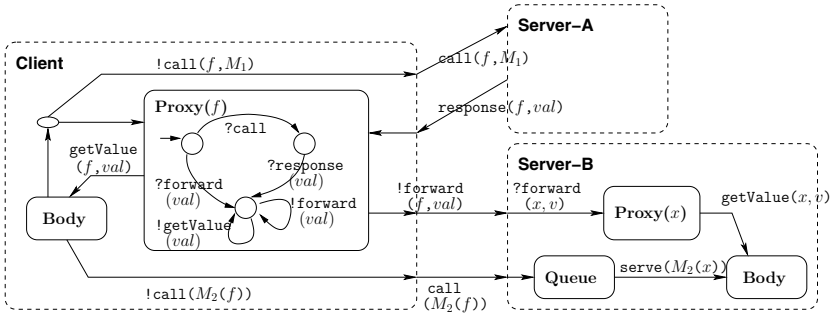 Server−A
Client
!call(f,M₁)
call(f,M₁)
Proxy(f)
response(f,val)
?call
getValue
(f,val)
?response
(val)
Server−B
?forward
(val)
!forward
(val)
!getValue
(val)
!forward
(f,val)
?forward
(x,v)
getValue(x,v)
Body
Proxy(x)
Queue
serve(M₂(x))
Body
!call(M₂(f))
call
(M₂(f))